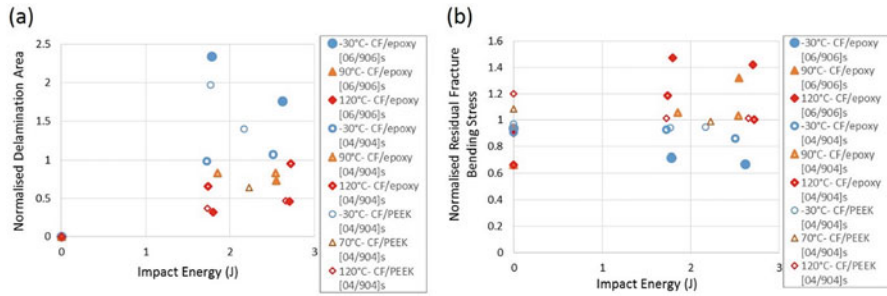 (a)
Normalised Delamination Area
2.5
2
1.5
1
0.5
0
0
1
2
3
Impact Energy (J)
-30°C- CF/epoxy
[06/906]s
90°C- CF/epoxy
[06/906]s
120°C- CF/epoxy
[06/906]s
-30°C- CF/epoxy
[04/904]s
90°C- CF/epoxy
[04/904]s
120°C- CF/epoxy
[04/904]s
-30°C- CF/PEEK
[04/904]s
70°C- CF/PEEK
[04/904]s
120°C- CF/PEEK
[04/904]s
(b)
Normalised Residual Fracture
Bending Stress
1.6
1.4
1.2
1
0.8
0.6
0.4
0.2
0
0
1
2
3
Impact Energy (J)
-30°C- CF/epoxy
[06/906]s
90°C- CF/epoxy
[06/906]s
120°C- CF/epoxy
[06/906]s
-30°C- CF/epoxy
[04/904]s
90°C- CF/epoxy
[04/904]s
120°C- CF/epoxy
[04/904]s
-30°C- CF/PEEK
[04/904]s
70°C- CF/PEEK
[04/904]s
120°C- CF/PEEK
[04/904]s